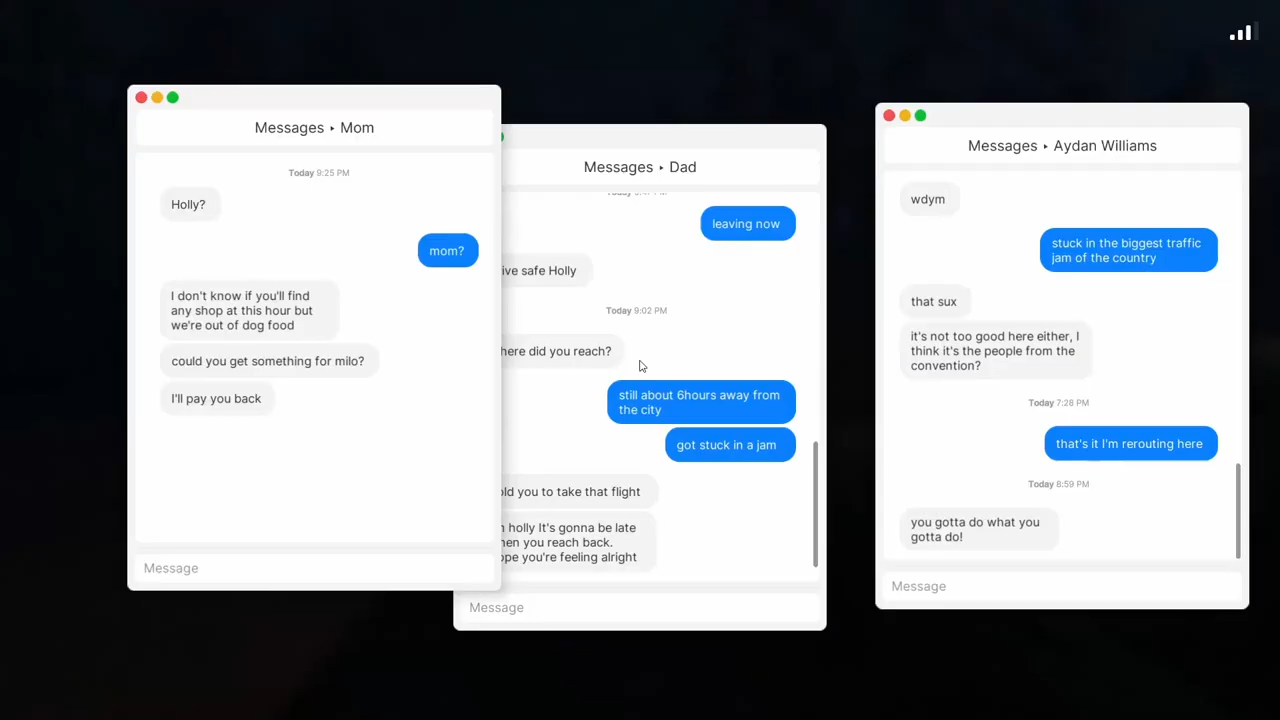 Messages ▸ Mom
Today 9:25 PM
Holly?
mom?
I don't know if you'll find
any shop at this hour but
we're out of dog food
could you get something for milo?
I'll pay you back
Message
Messages ▸ Dad
leaving now
safe Holly
Today 9:02 PM
did you reach?
still about 6hours away from
the city
got stuck in a jam
you to take that flight
holly It's gonna be late
you reach back.
you're feeling alright
Message
Messages ▸ Aydan Williams
wdym
stuck in the biggest traffic
jam of the country
that sux
it's not too good here either, I
think it's the people from the
convention?
Today 7:28 PM
that's it I'm rerouting here
Today 8:59 PM
you gotta do what you
gotta do!
Message